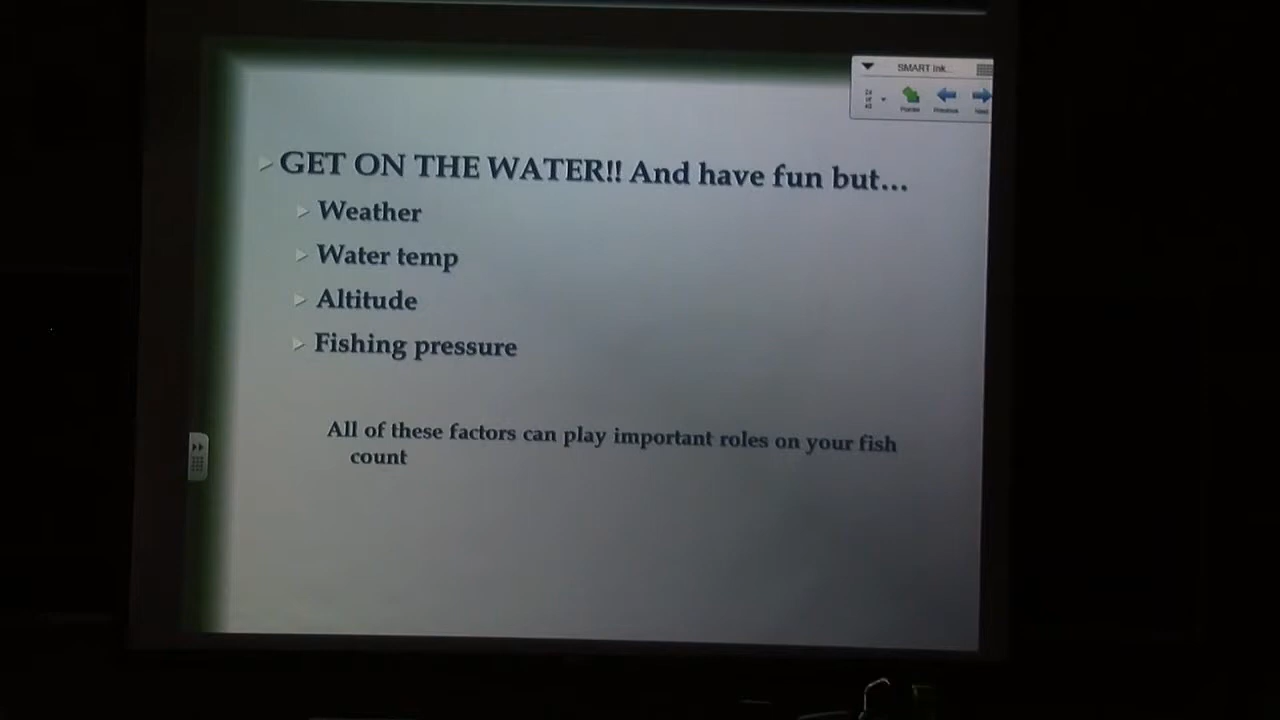 SMART Ink...
GET ON THE WATER!! And have fun but...
Weather
Water temp
Altitude
Fishing pressure
All of these factors can play important roles on your fish
count